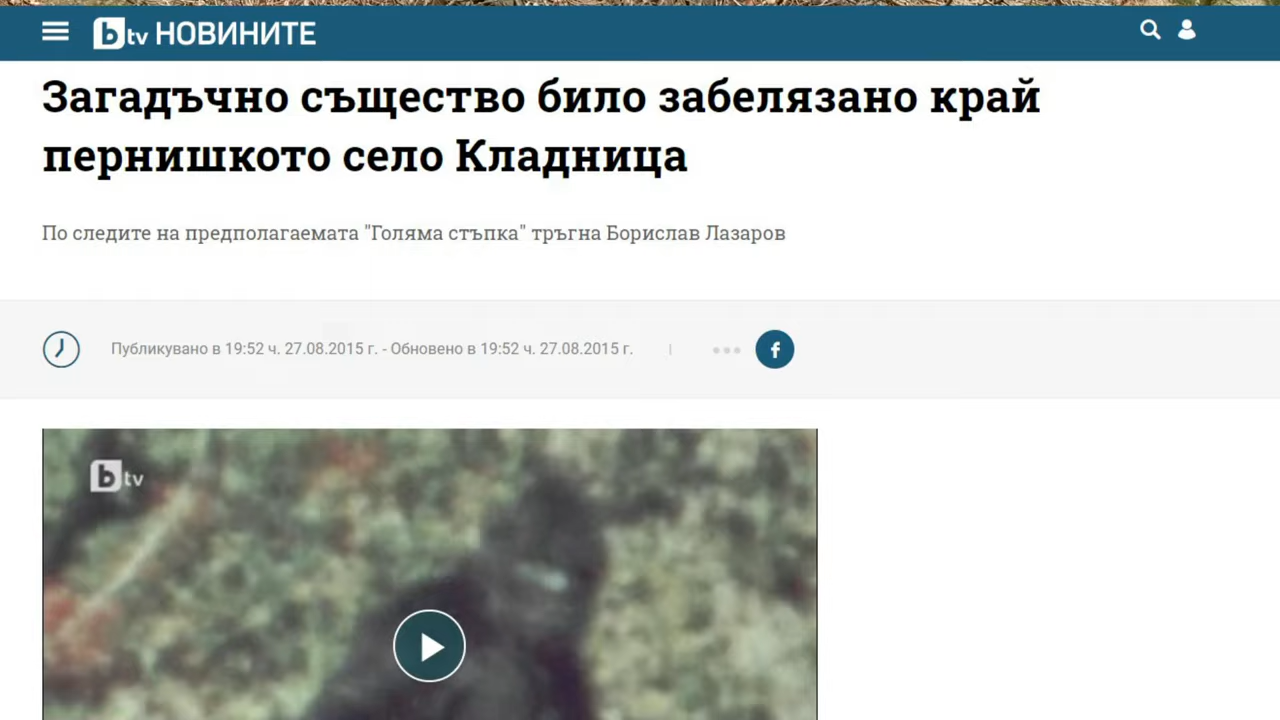 btv НОВИНИТЕ
Загадъчно същество било забелязано край
пернишкото село Кладница
По следите на предполагаемата "Голяма стъпка" тръгна Борислав Лазаров
Публикувано в 19:52 ч. 27.08.2015 г. - Обновено в 19:52 ч. 27.08.2015 г.
f
btv